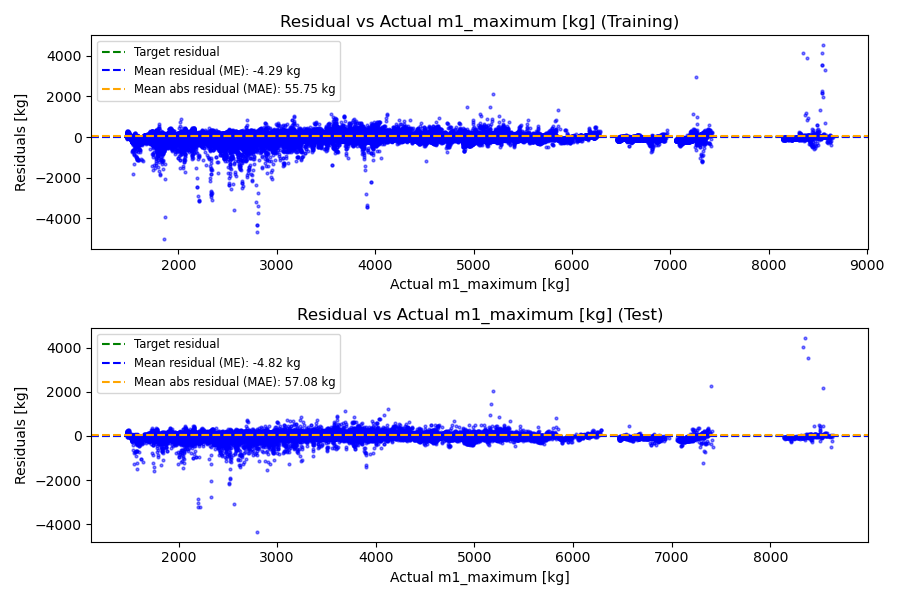 Residual vs Actual m1_maximum [kg] (Training)
Target residual
Mean residual (ME): -4.29 kg
Mean abs residual (MAE): 55.75 kg
Residuals [kg]
4000
2000
0
−2000
−4000
2000 3000 4000 5000 6000 7000 8000 9000
Actual m1_maximum [kg]
Residual vs Actual m1_maximum [kg] (Test)
Target residual
Mean residual (ME): -4.82 kg
Mean abs residual (MAE): 57.08 kg
Residuals [kg]
4000
2000
0
−2000
−4000
2000 3000 4000 5000 6000 7000 8000
Actual m1_maximum [kg]